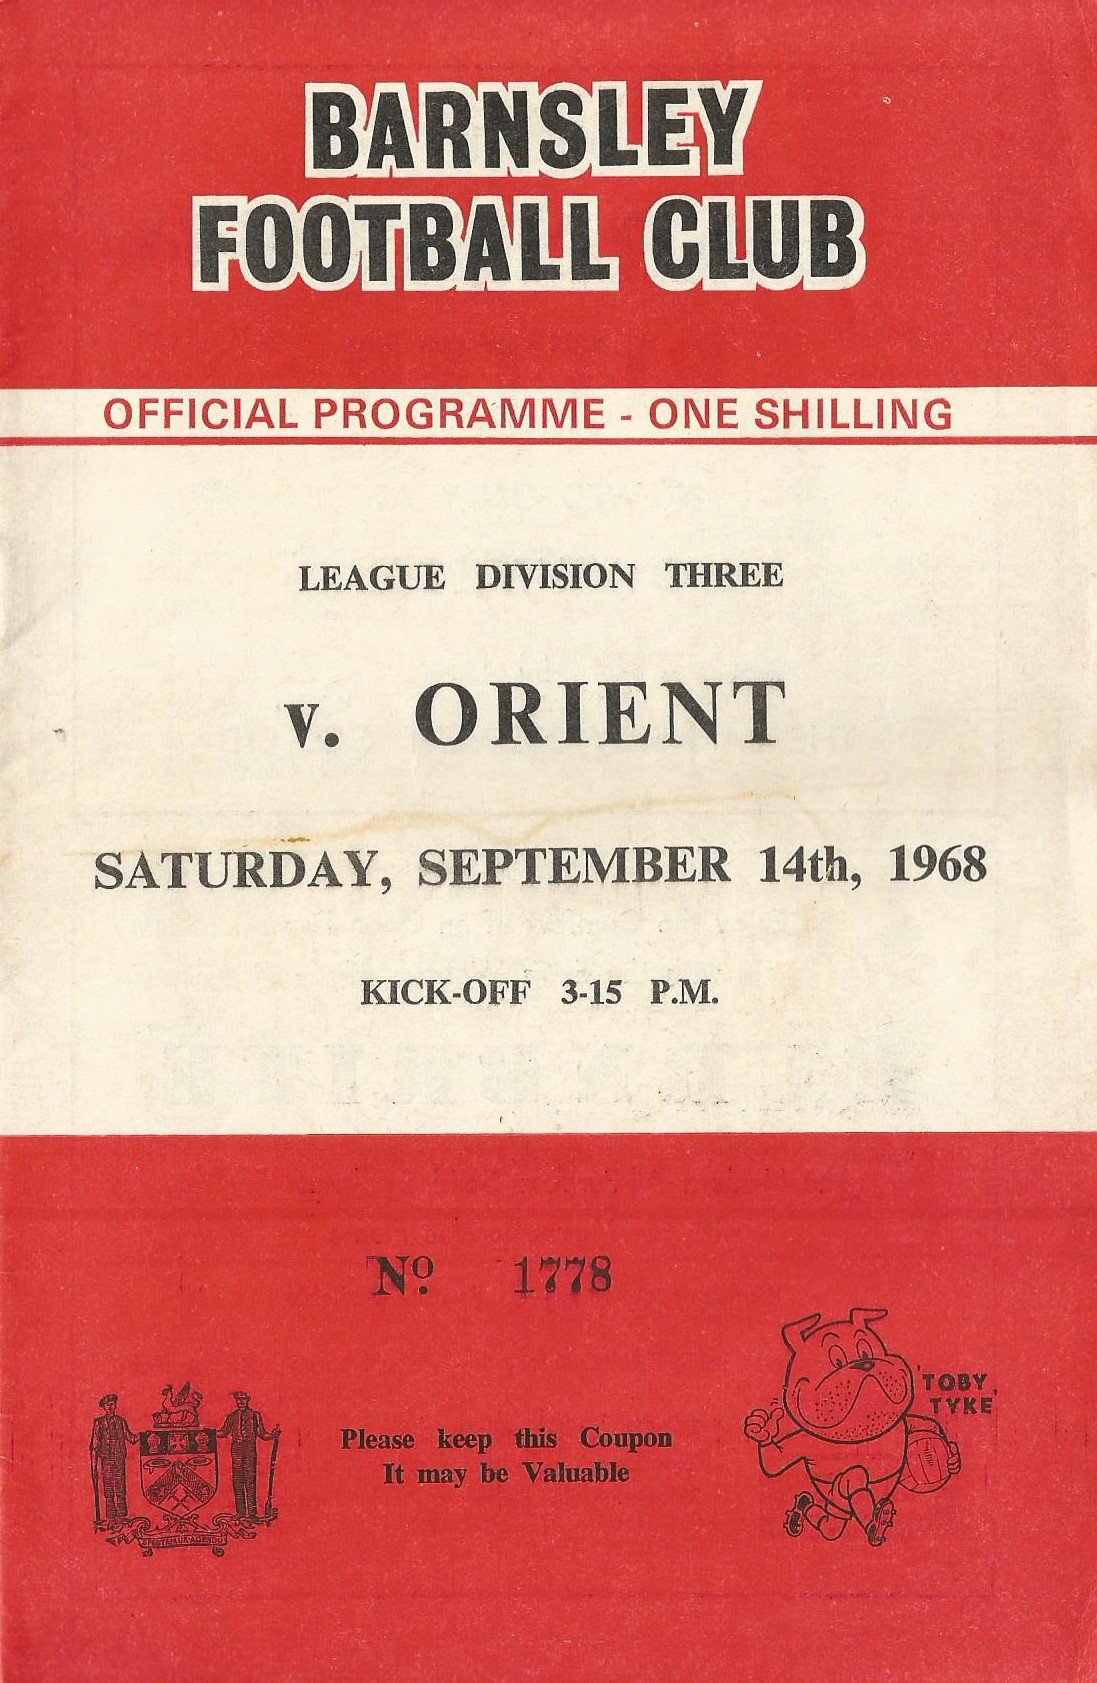 BARNSLEY
FOOTBALL CLUB
OFFICIAL PROGRAMME - ONE SHILLING
LEAGUE DIVISION THREE
v. ORIENT
SATURDAY, SEPTEMBER 14th, 1968
KICK-OFF 3-15 P.M.
Nº. 1778
'TOBY
TYKE'
Please keep this Coupon
It may be Valuable